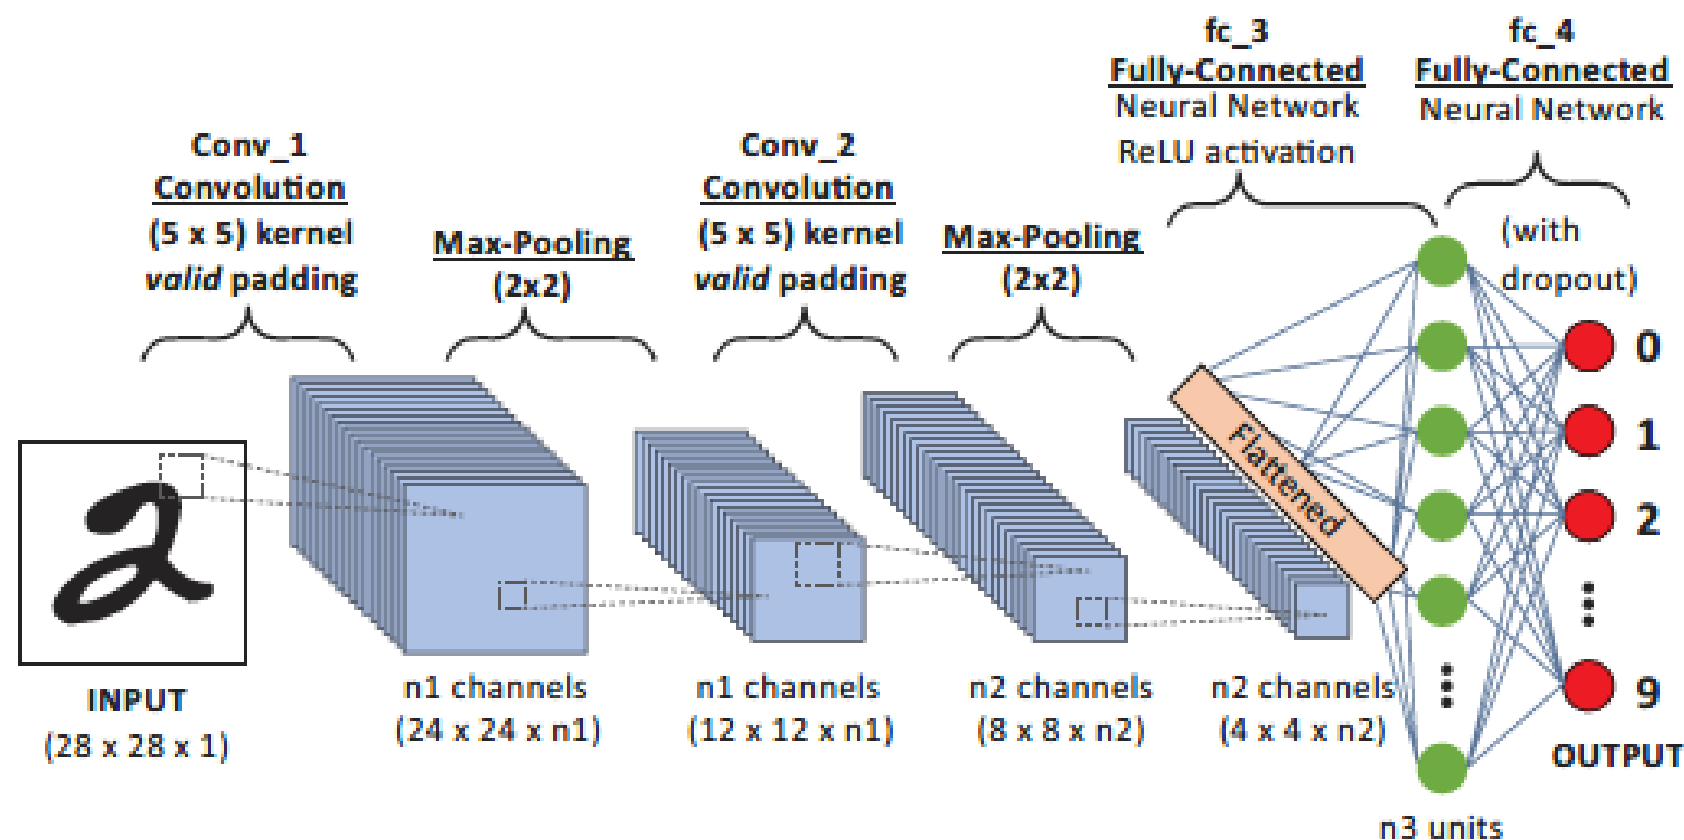 fc_3
Fully-Connected
Neural Network
ReLU activation
fc_4
Fully-Connected
Neural Network
(with
dropout)
Conv_1
Convolution
(5 x 5) kernel
valid padding
Max-Pooling
(2x2)
Conv_2
Convolution
(5 x 5) kernel
valid padding
Max-Pooling
(2x2)
2
INPUT
(28 x 28 x 1)
n1 channels
(24 x 24 x n1)
n1 channels
(12 x 12 x n1)
n2 channels
(8 x 8 x n2)
n2 channels
(4 x 4 x n2)
Flattened
n3 units
0
1
2
9
OUTPUT